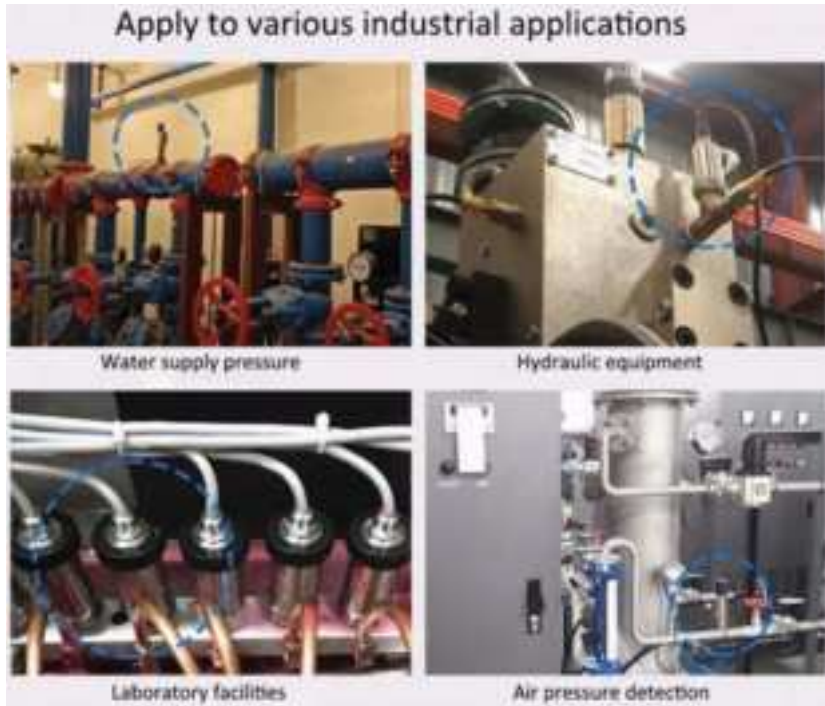 Apply to various industrial applications
Water supply pressure
Hydraulic equipment
Laboratory facilities
Air pressure detection